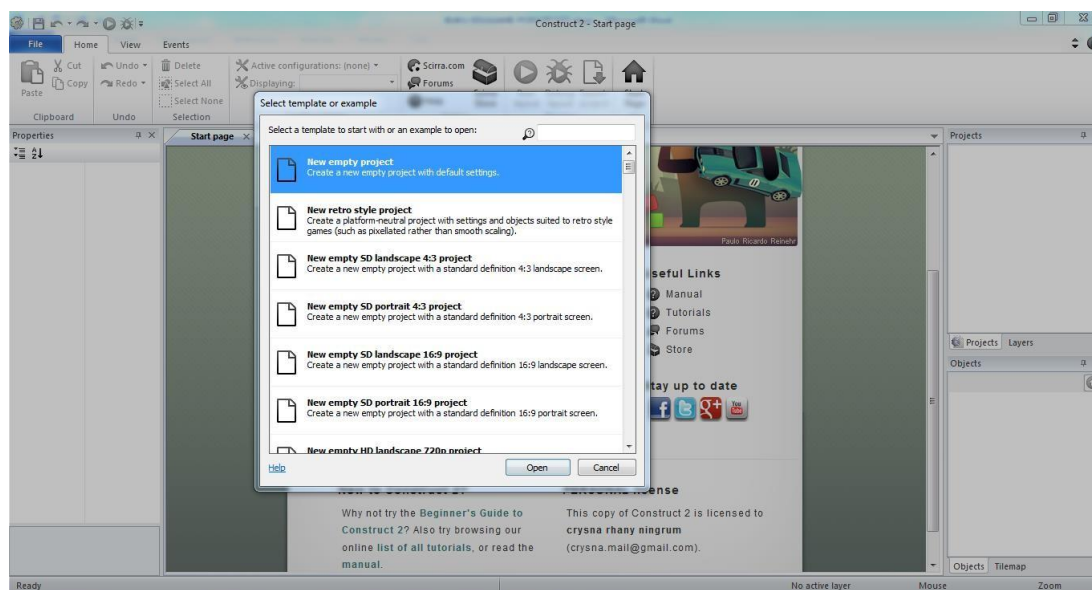 Construct 2 - Start page
File Home View Events
Cut
Copy
Paste
Clipboard
Undo
Redo
Undo
Delete
Select All
Select None
Selection
Active configurations: (none)
Displaying:
Scirra.com
Forums
Properties
Start page
Select template or example
Select a template to start with or an example to open:
New empty project
Create a new empty project with default settings.
New retro style project
Create a platform-neutral project with settings and objects suited to retro style
games (such as pixellated rather than smooth scaling).
New empty SD landscape 4:3 project
Create a new empty project with a standard definition 4:3 landscape screen.
New empty SD portrait 4:3 project
Create a new empty project with a standard definition 4:3 portrait screen.
New empty SD landscape 16:9 project
Create a new empty project with a standard definition 16:9 landscape screen.
New empty SD portrait 16:9 project
Create a new empty project with a standard definition 16:9 portrait screen.
New empty HD landscape 720p project
Help
Open
Cancel
Paulo Ricardo Reinehr
seful Links
Manual
Tutorials
Forums
Store
tay up to date
You
Tube
Why not try the Beginner's Guide to
Construct 2? Also try browsing our
online list of all tutorials, or read the
manual.
This copy of Construct 2 is licensed to
crysna rhany ningrum
(crysna.mail@gmail.com).
Projects
Projects Layers
Objects
Objects Tilemap
Ready
No active layer
Mouse
Zoom